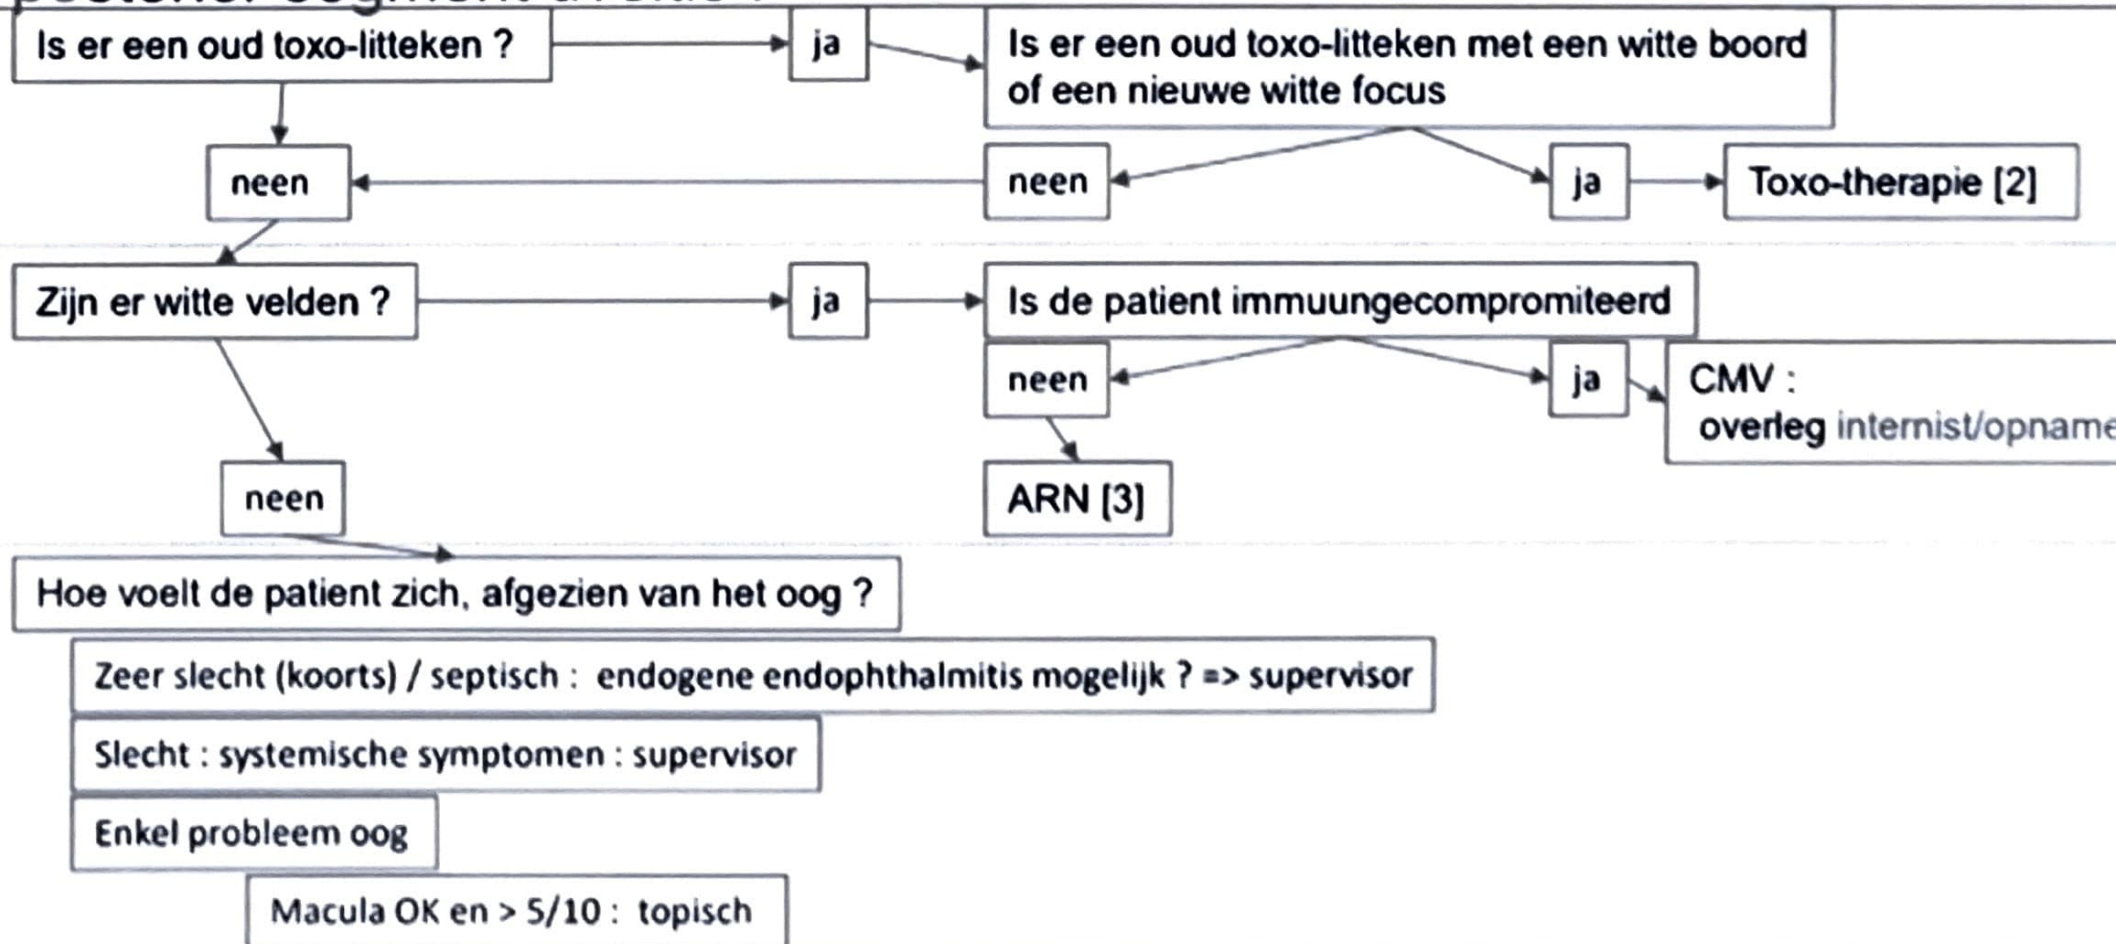 Is er een oud toxo-litteken ?
ja
Is er een oud toxo-litteken met een witte boord
of een nieuwe witte focus
neen
neen
ja
Toxo-therapie [2]
Zijn er witte velden ?
ja
Is de patient immuungecompromiteerd
neen
ja
CMV :
overleg internist/opname
neen
ARN [3]
Hoe voelt de patient zich, afgezien van het oog ?
Zeer slecht (koorts) / septisch : endogene endophthalmitis mogelijk ? => supervisor
Slecht : systemische symptomen : supervisor
Enkel probleem oog
Macula OK en > 5/10 : topisch